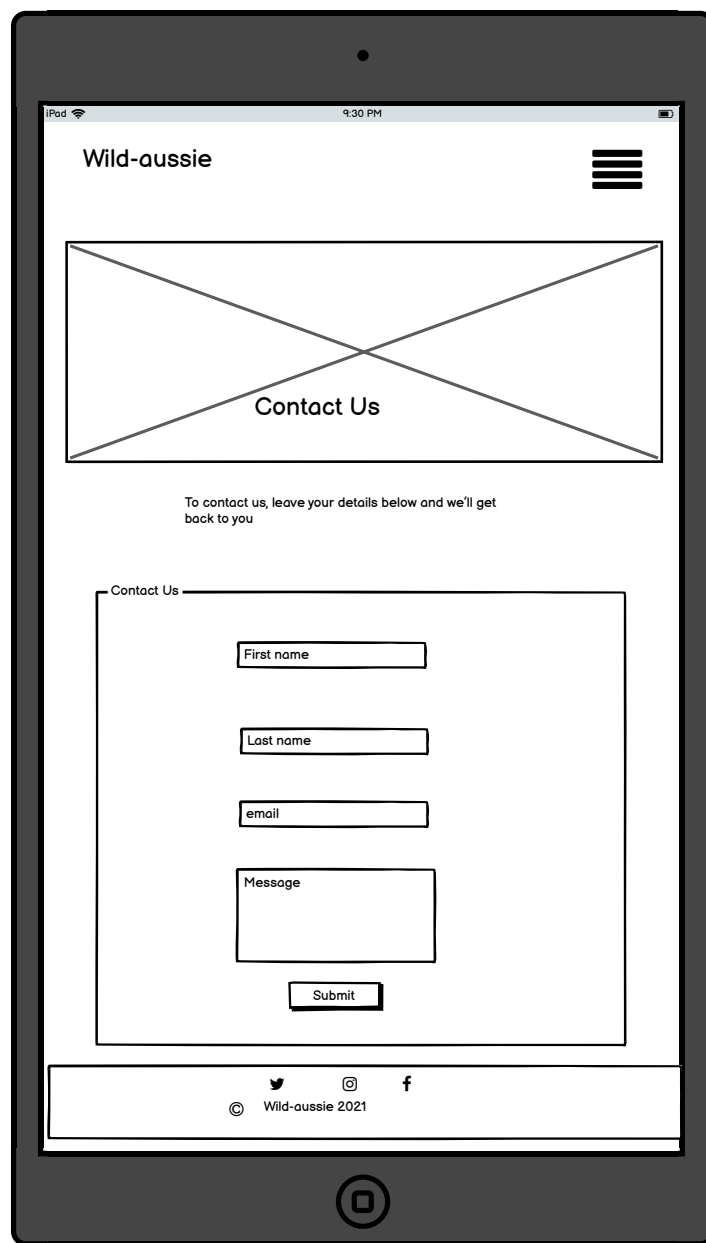 iPad
9:30 PM
Wild-aussie
Contact Us
To contact us, leave your details below and we'll get
back to you
Contact Us
First name
Last name
email
Message
Submit
© Wild-aussie 2021